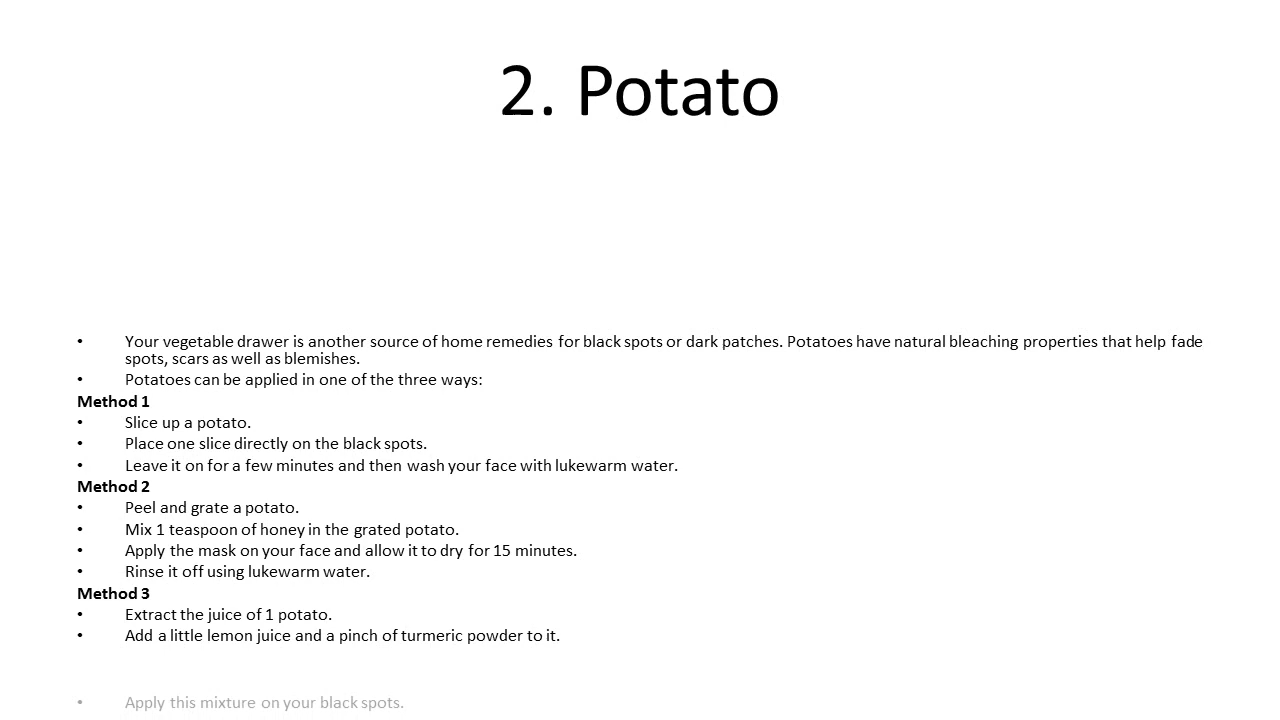 2. Potato
• Your vegetable drawer is another source of home remedies for black spots or dark patches. Potatoes have natural bleaching properties that help fade
spots, scars as well as blemishes.
• Potatoes can be applied in one of the three ways:
Method 1
• Slice up a potato.
• Place one slice directly on the black spots.
• Leave it on for a few minutes and then wash your face with lukewarm water.
Method 2
• Peel and grate a potato.
• Mix 1 teaspoon of honey in the grated potato.
• Apply the mask on your face and allow it to dry for 15 minutes.
• Rinse it off using lukewarm water.
Method 3
• Extract the juice of 1 potato.
• Add a little lemon juice and a pinch of turmeric powder to it.
• Apply this mixture on your black spots.